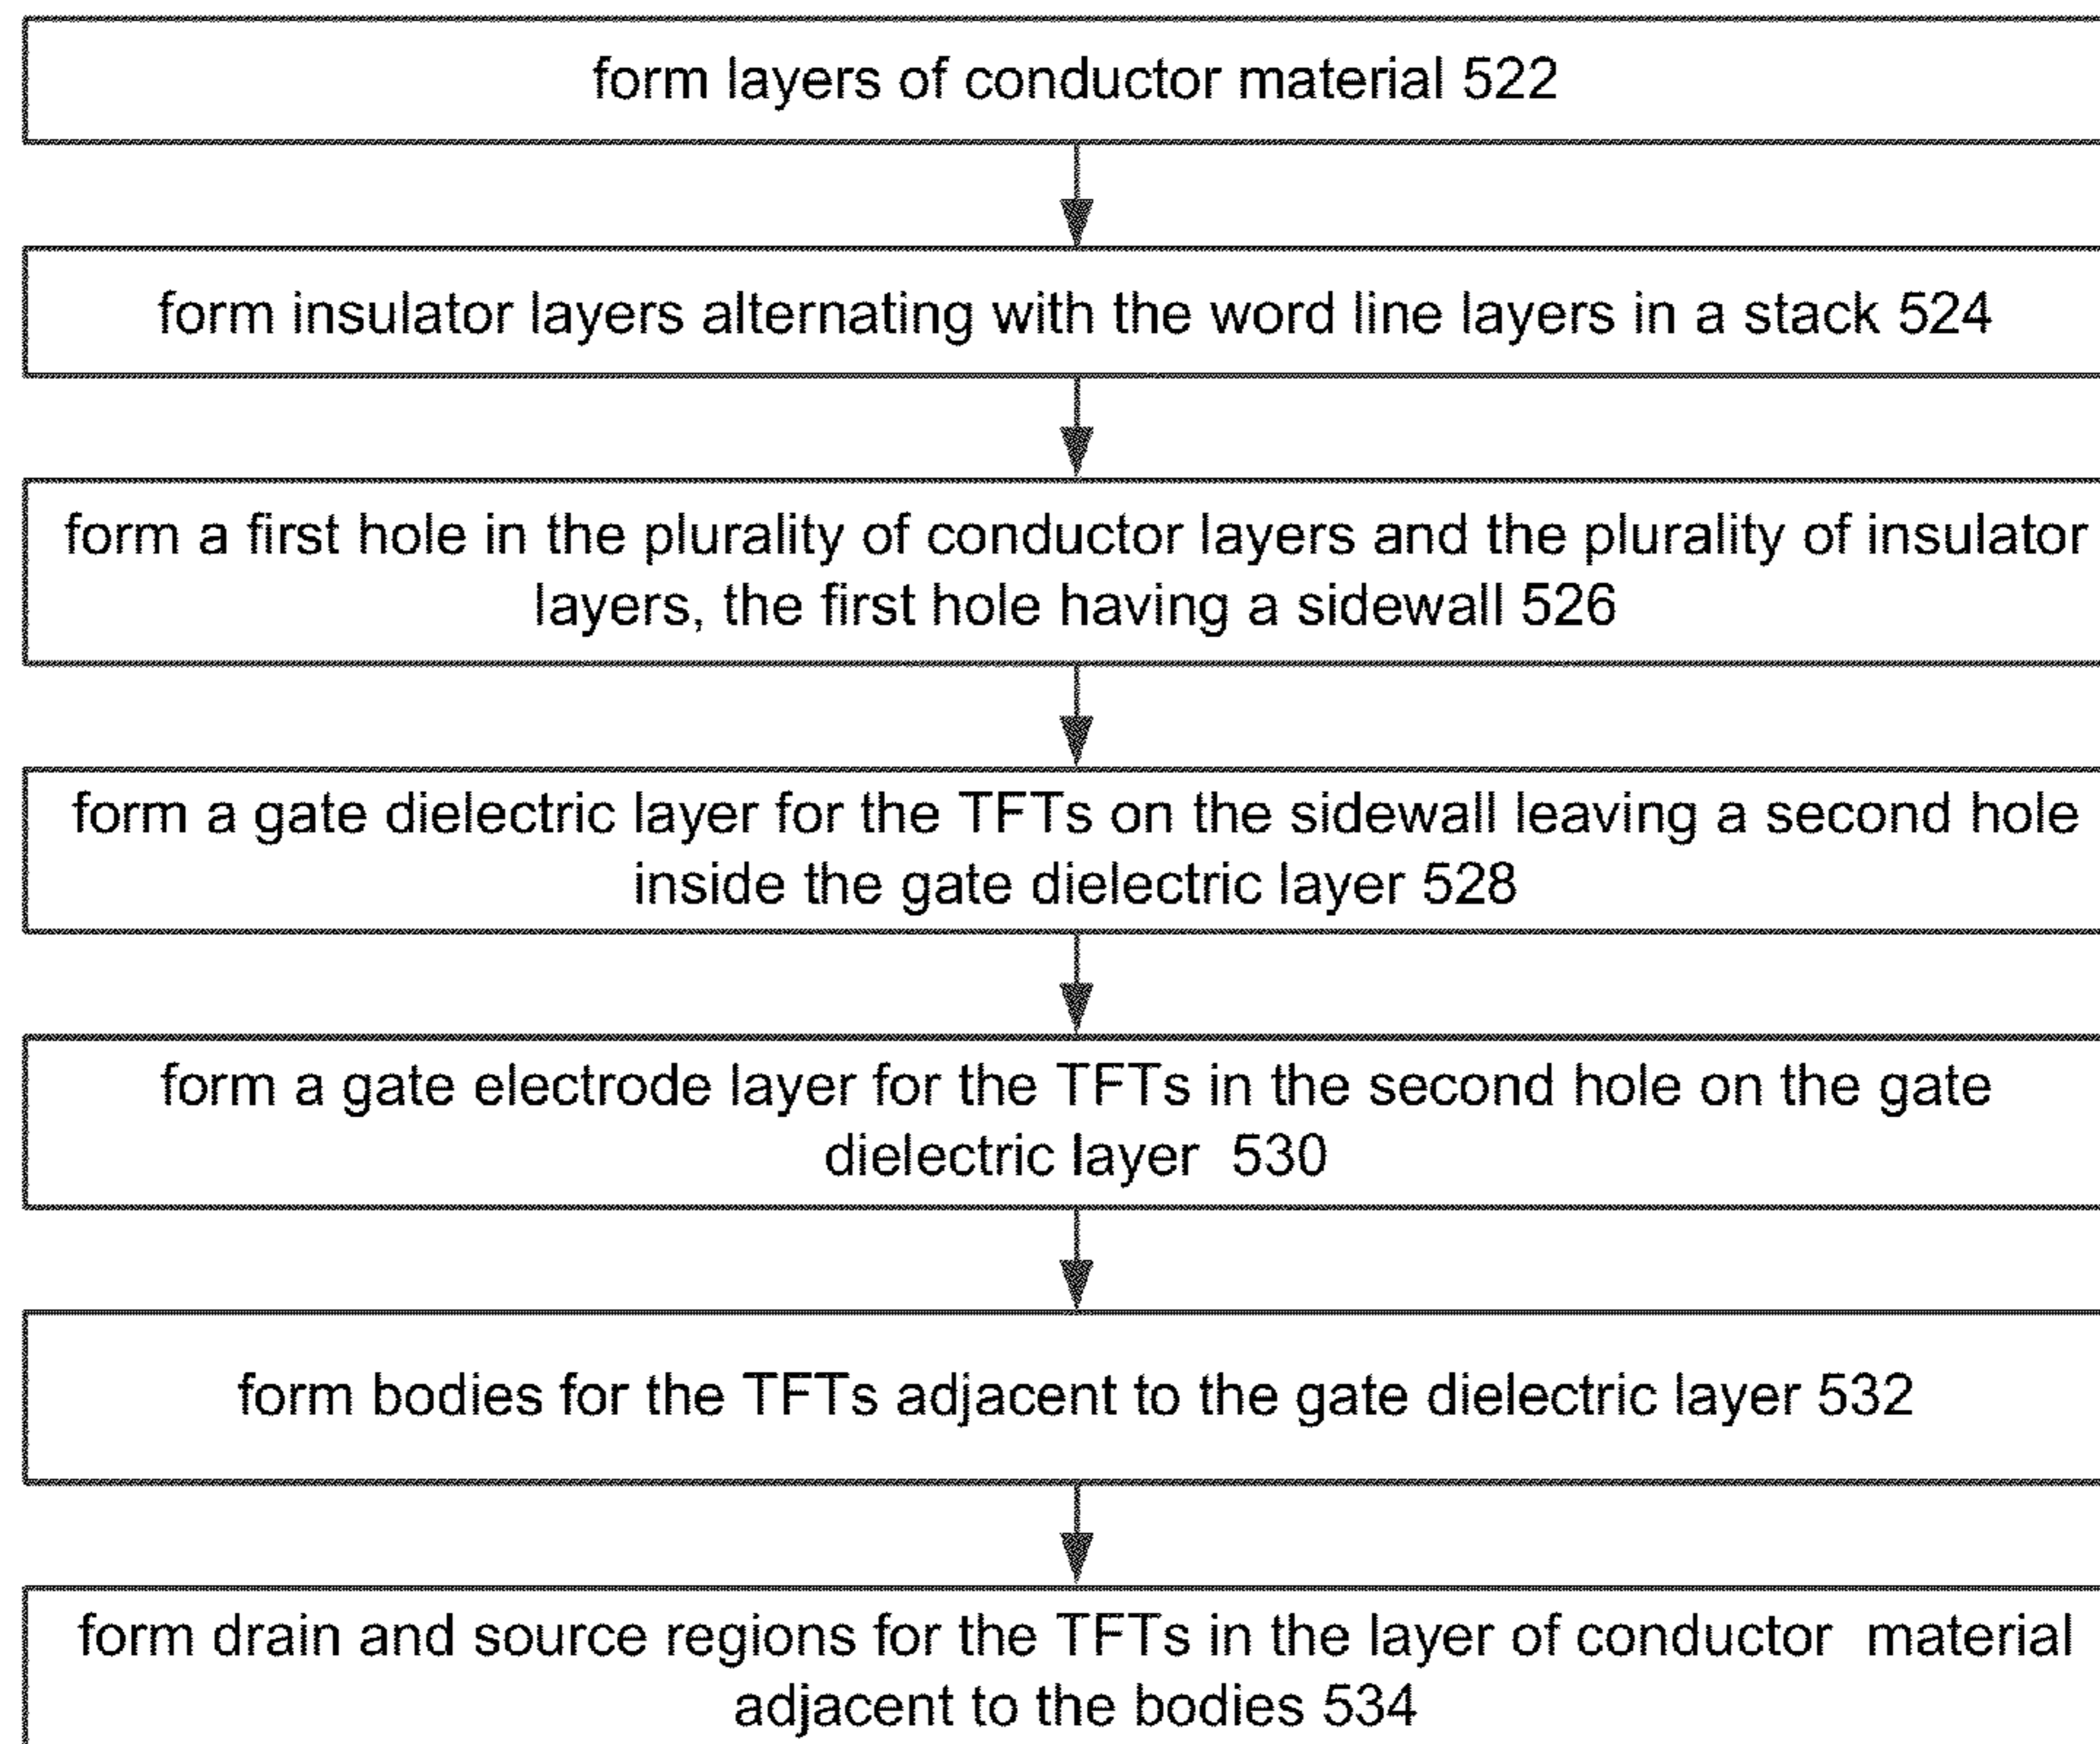 form layers of conductor material 522
form insulator layers alternating with the word line layers in a stack 524
form a first hole in the plurality of conductor layers and the plurality of insulator
layers, the first hole having a sidewall 526
form a gate dielectric layer for the TFTs on the sidewall leaving a second hole
inside the gate dielectric layer 528
form a gate electrode layer for the TFTs in the second hole on the gate
dielectric layer 530
form bodies for the TFTs adjacent to the gate dielectric layer 532
form drain and source regions for the TFTs in the layer of conductor material
adjacent to the bodies 534